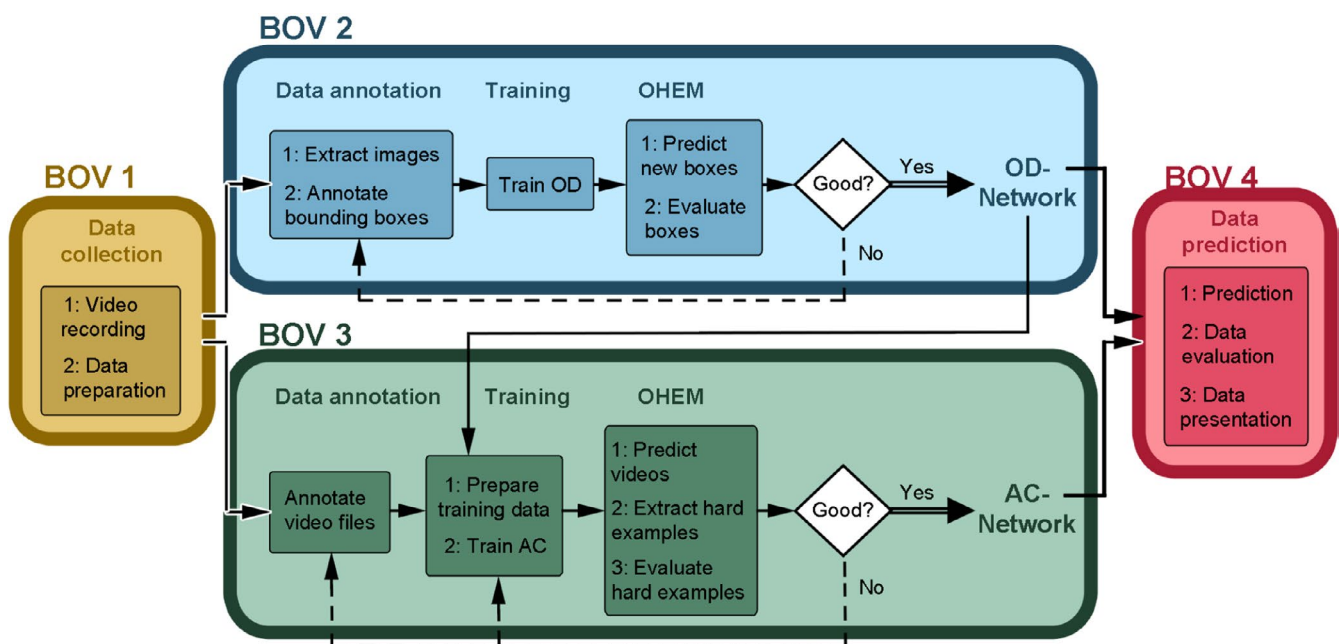 BOV 1
Data
collection
1: Video
recording
2: Data
preparation
BOV 2
Data annotation
Training
OHEM
1: Extract images
2: Annotate
bounding boxes
Train OD
1: Predict
new boxes
2: Evaluate
boxes
Good?
Yes
No
OD-
Network
BOV 3
Data annotation
Training
OHEM
Annotate
video files
1: Prepare
training data
2: Train AC
1: Predict
videos
2: Extract hard
examples
3: Evaluate
hard examples
Good?
Yes
No
AC-
Network
BOV 4
Data
prediction
1: Prediction
2: Data
evaluation
3: Data
presentation